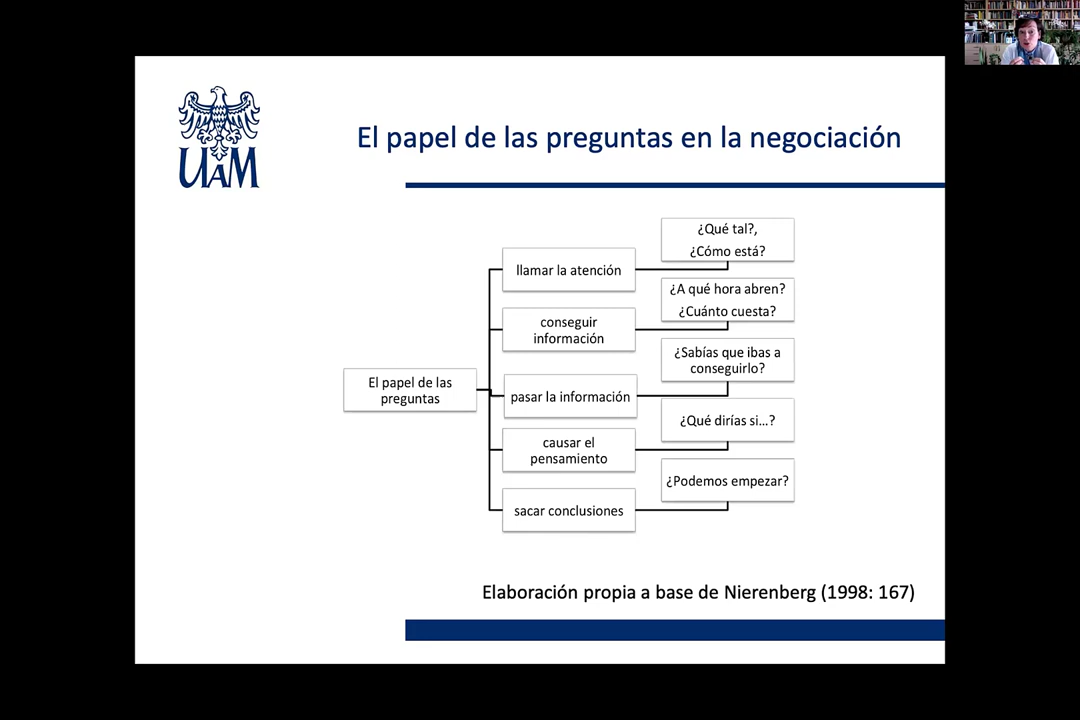 UAM
El papel de las preguntas en la negociación
El papel de las
preguntas
llamar la atención
¿Qué tal?,
¿Cómo está?
conseguir
información
¿A qué hora abren?
¿Cuánto cuesta?
pasar la información
¿Sabías que ibas a
conseguirlo?
causar el
pensamiento
¿Qué dirías si...?
sacar conclusiones
¿Podemos empezar?
Elaboración propia a base de Nierenberg (1998: 167)